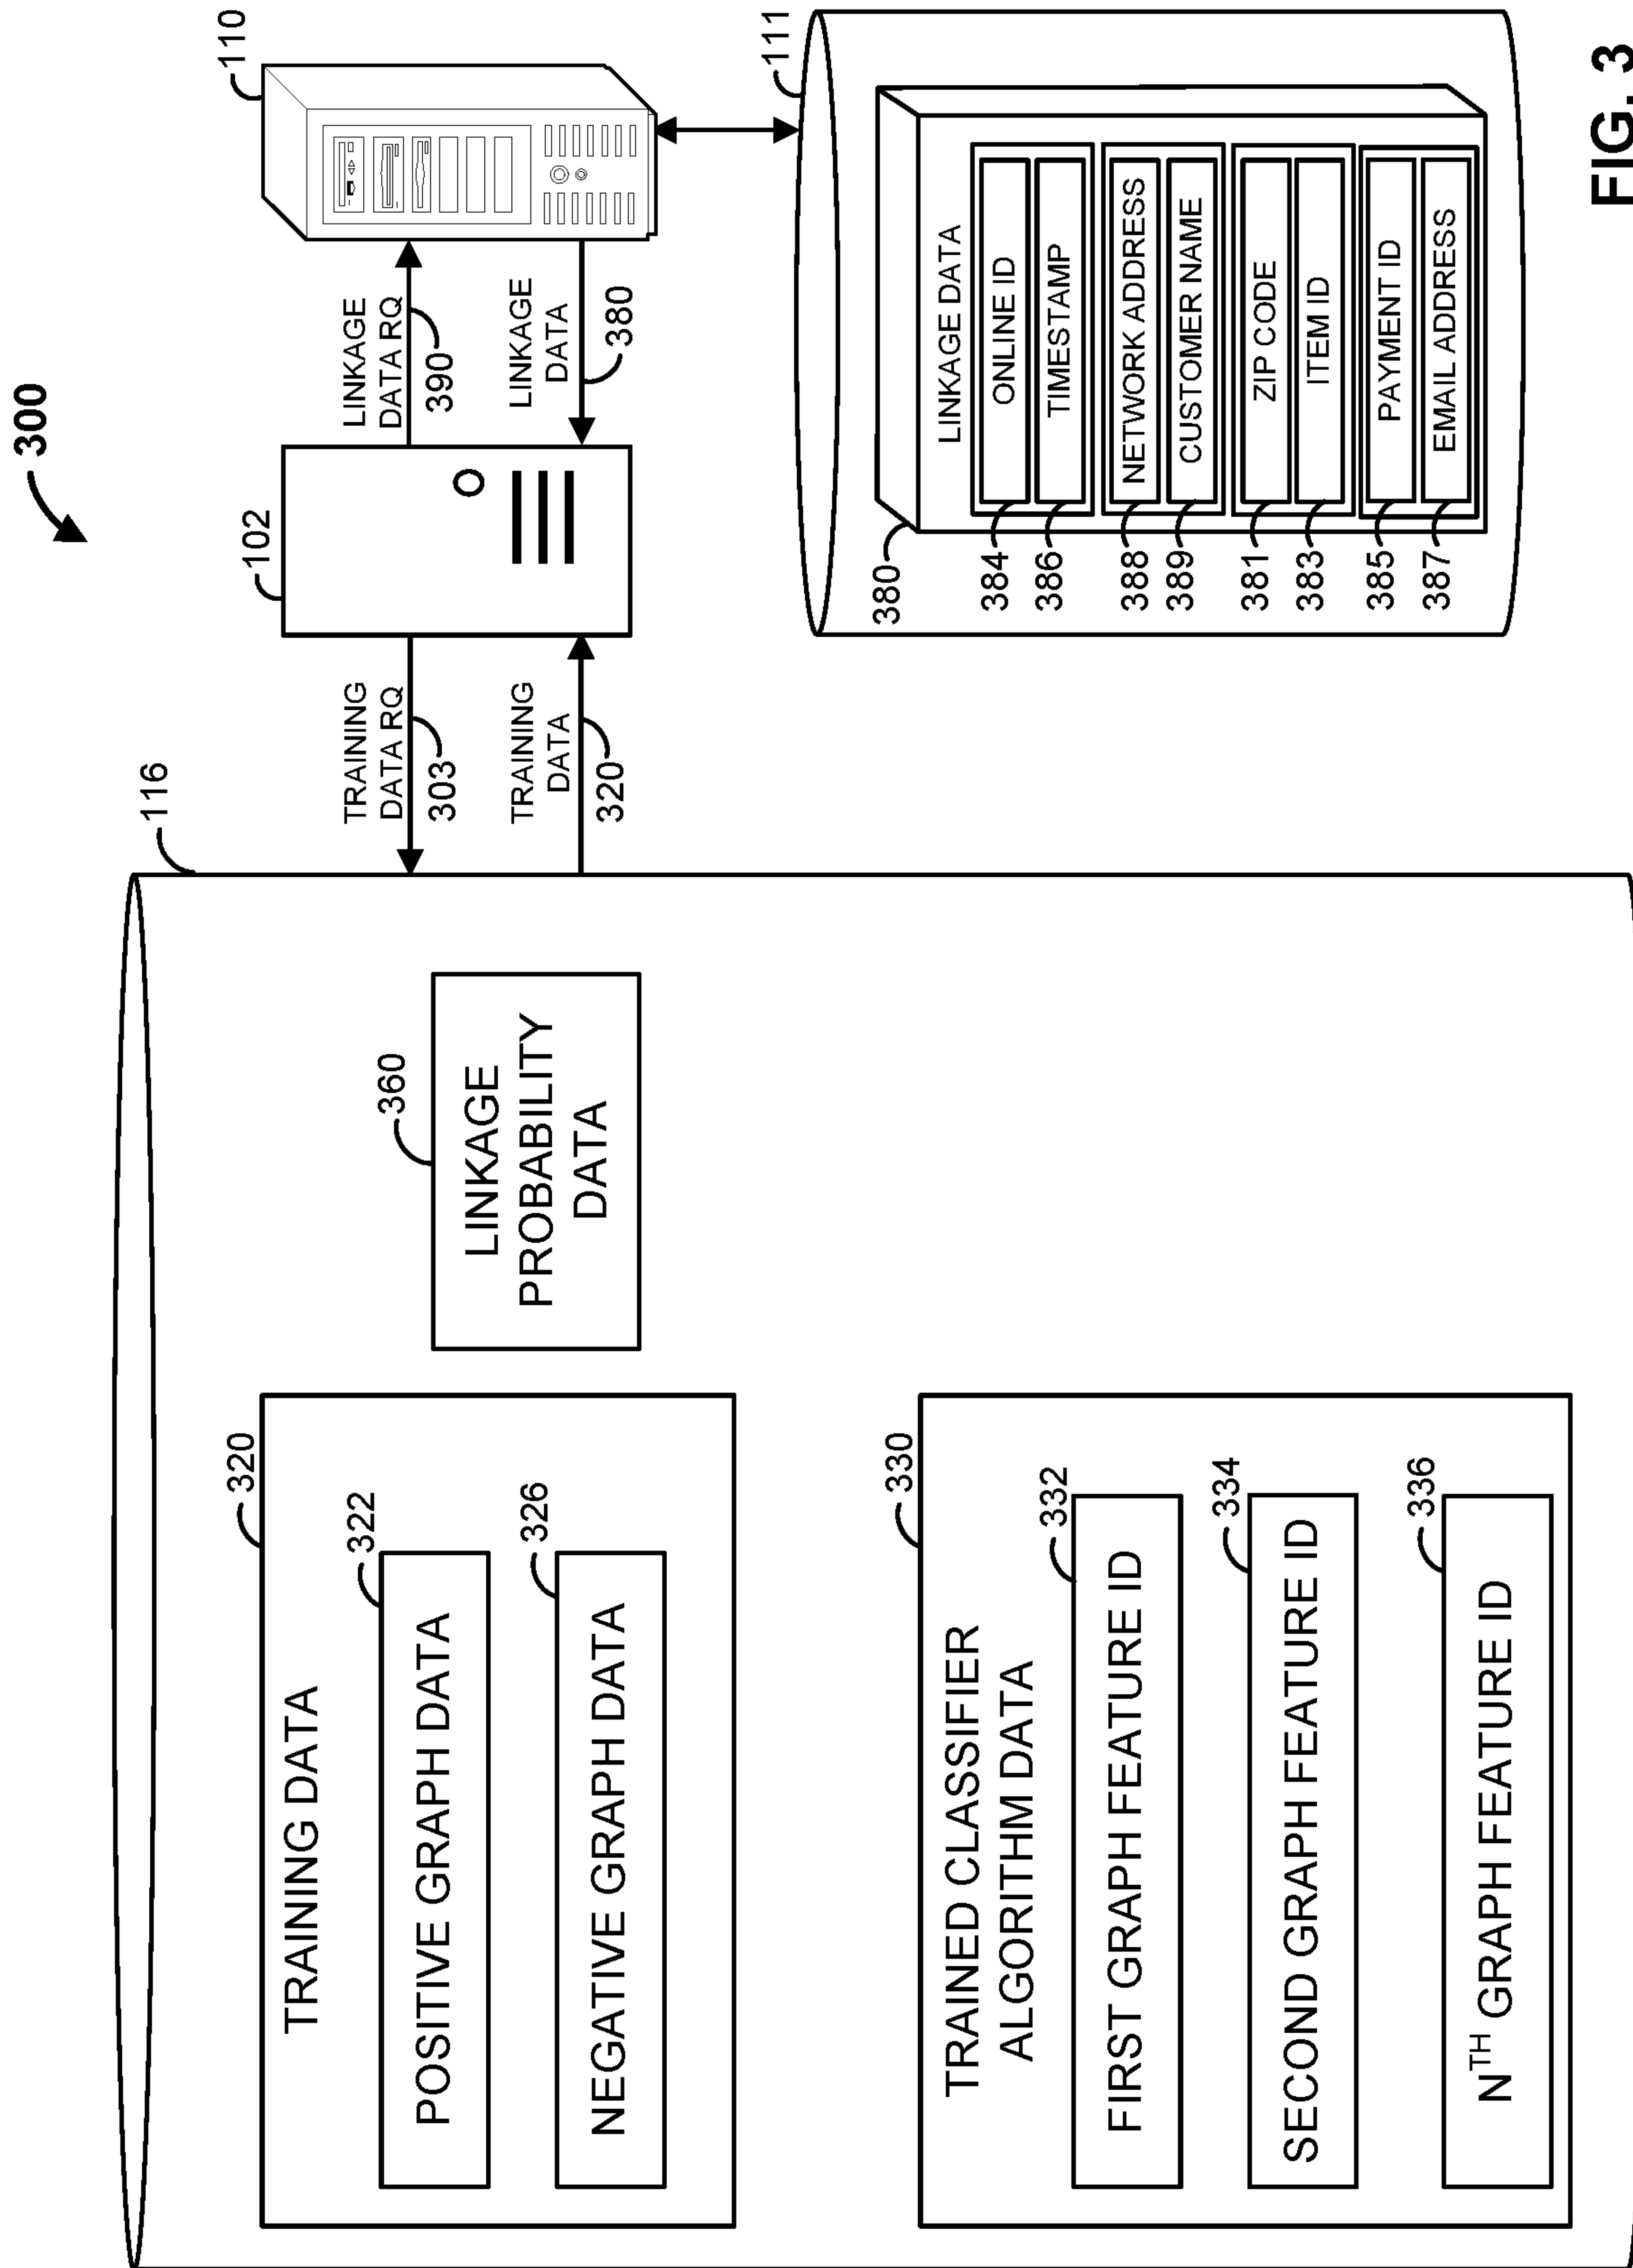 300
116
320
TRAINING DATA
322
POSITIVE GRAPH DATA
326
NEGATIVE GRAPH DATA
360
LINKAGE
PROBABILITY
DATA
330
TRAINED CLASSIFIER
ALGORITHM DATA
332
FIRST GRAPH FEATURE ID
334
SECOND GRAPH FEATURE ID
336
NTH GRAPH FEATURE ID
TRAINING
DATA RQ
303
TRAINING
DATA
320
102
LINKAGE
DATA RQ
390
LINKAGE
DATA
380
110
111
380
LINKAGE DATA
384
ONLINE ID
386
TIMESTAMP
388
NETWORK ADDRESS
389
CUSTOMER NAME
381
ZIP CODE
383
ITEM ID
385
PAYMENT ID
387
EMAIL ADDRESS
FIG. 3